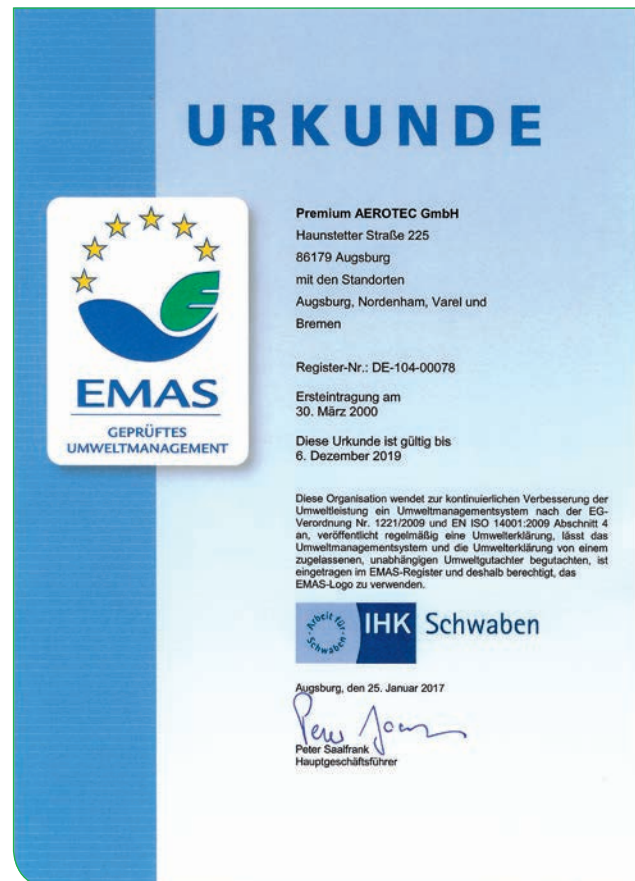 URKUNDE
EMAS
GEPRÜFTES
UMWELTMANAGEMENT
Premium AEROTEC GmbH
Haunstetter Straße 225
86179 Augsburg
mit den Standorten
Augsburg, Nordenham, Varel und
Bremen
Register-Nr.: DE-104-00078
Ersteintragung am
30. März 2000
Diese Urkunde ist gültig bis
6. Dezember 2019
Diese Organisation wendet zur kontinuierlichen Verbesserung der
Umweltleistung ein Umweltmanagementsystem nach der EG-
Verordnung Nr. 1221/2009 und EN ISO 14001:2009 Abschnitt 4
an, veröffentlicht regelmäßig eine Umwelterklärung, lässt das
Umweltmanagementsystem und die Umwelterklärung von einem
zugelassenen, unabhängigen Umweltgutachter begutachten, ist
eingetragen im EMAS-Register und deshalb berechtigt, das
EMAS-Logo zu verwenden.
Arbeit für
Schwaben
IHK Schwaben
Augsburg, den 25. Januar 2017
Peter Saalfrank
Hauptgeschäftsführer